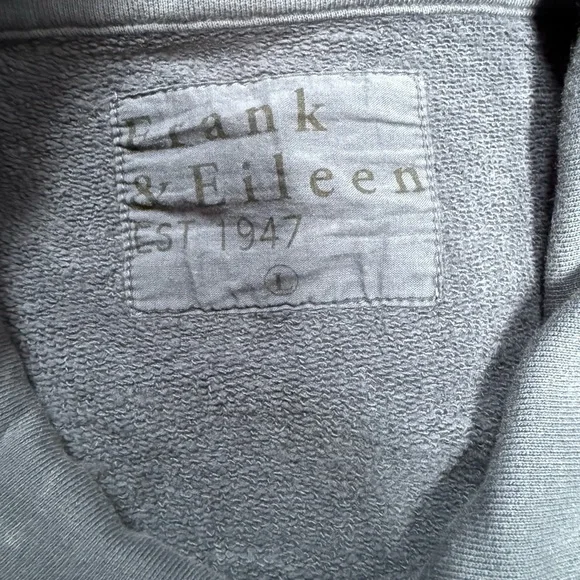 Frank
& Eileen
EST 1947
L